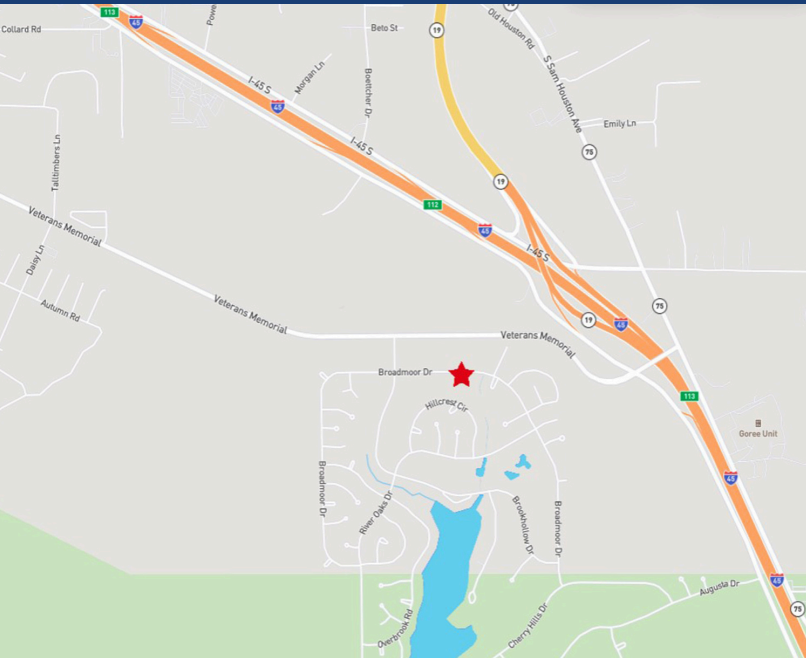 113
45
Collard Rd
Beto St
19
Old Houston Rd
I-45 S
Morgan Ln
Boettcher Dr
S Sam Houston Ave
45
Emily Ln
I-45 S
75
Talltimbers Ln
19
112
Veterans Memorial
45
I-45 S
Daisy Ln
Autumn Rd
Veterans Memorial
75
19
45
Veterans Memorial
Broadmoor Dr
Hillcrest Cir
113
Goree Unit
45
Broadmoor Dr
River Oaks Dr
Brookhollow Dr
Broadmoor Dr
45
Augusta Dr
75
Overbrook Rd
Cherry Hills Dr